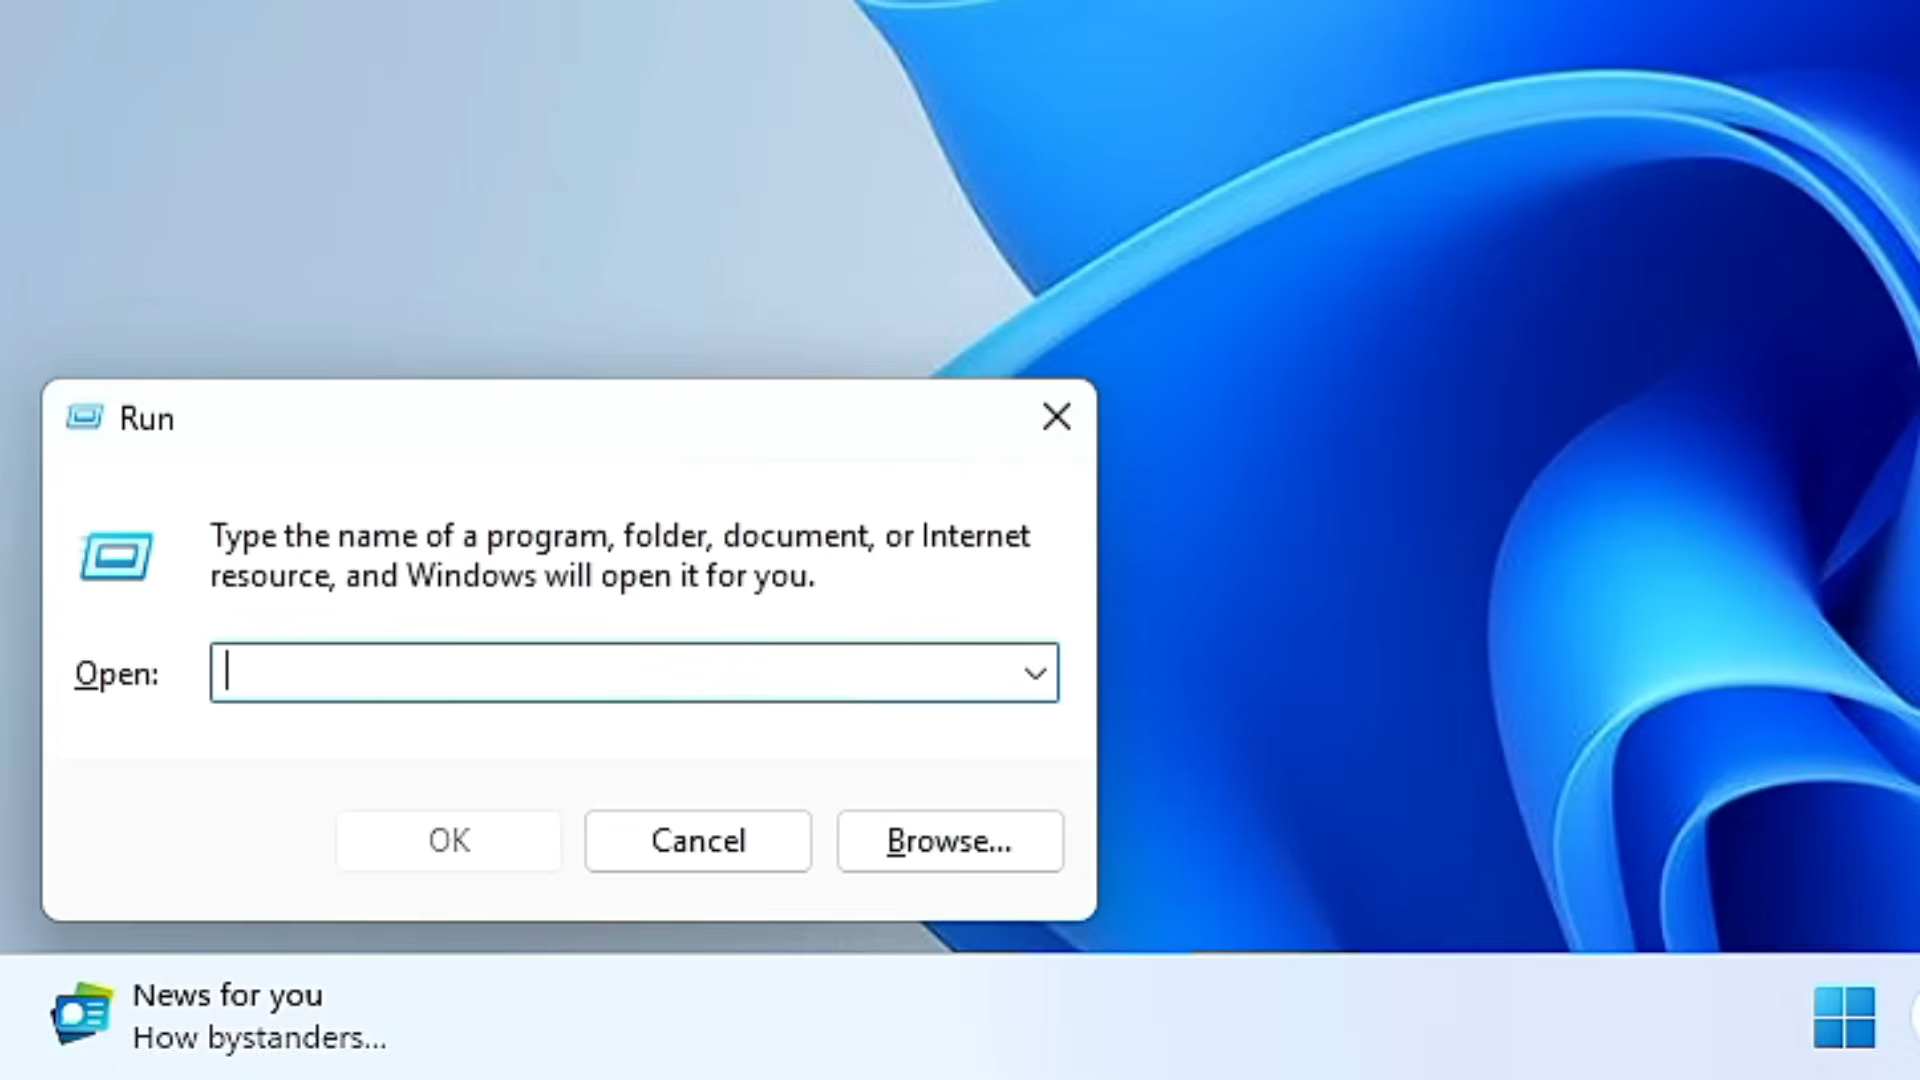 Run
Type the name of a program, folder, document, or Internet
resource, and Windows will open it for you.
Open:
OK
Cancel
Browse...
News for you
How bystanders...